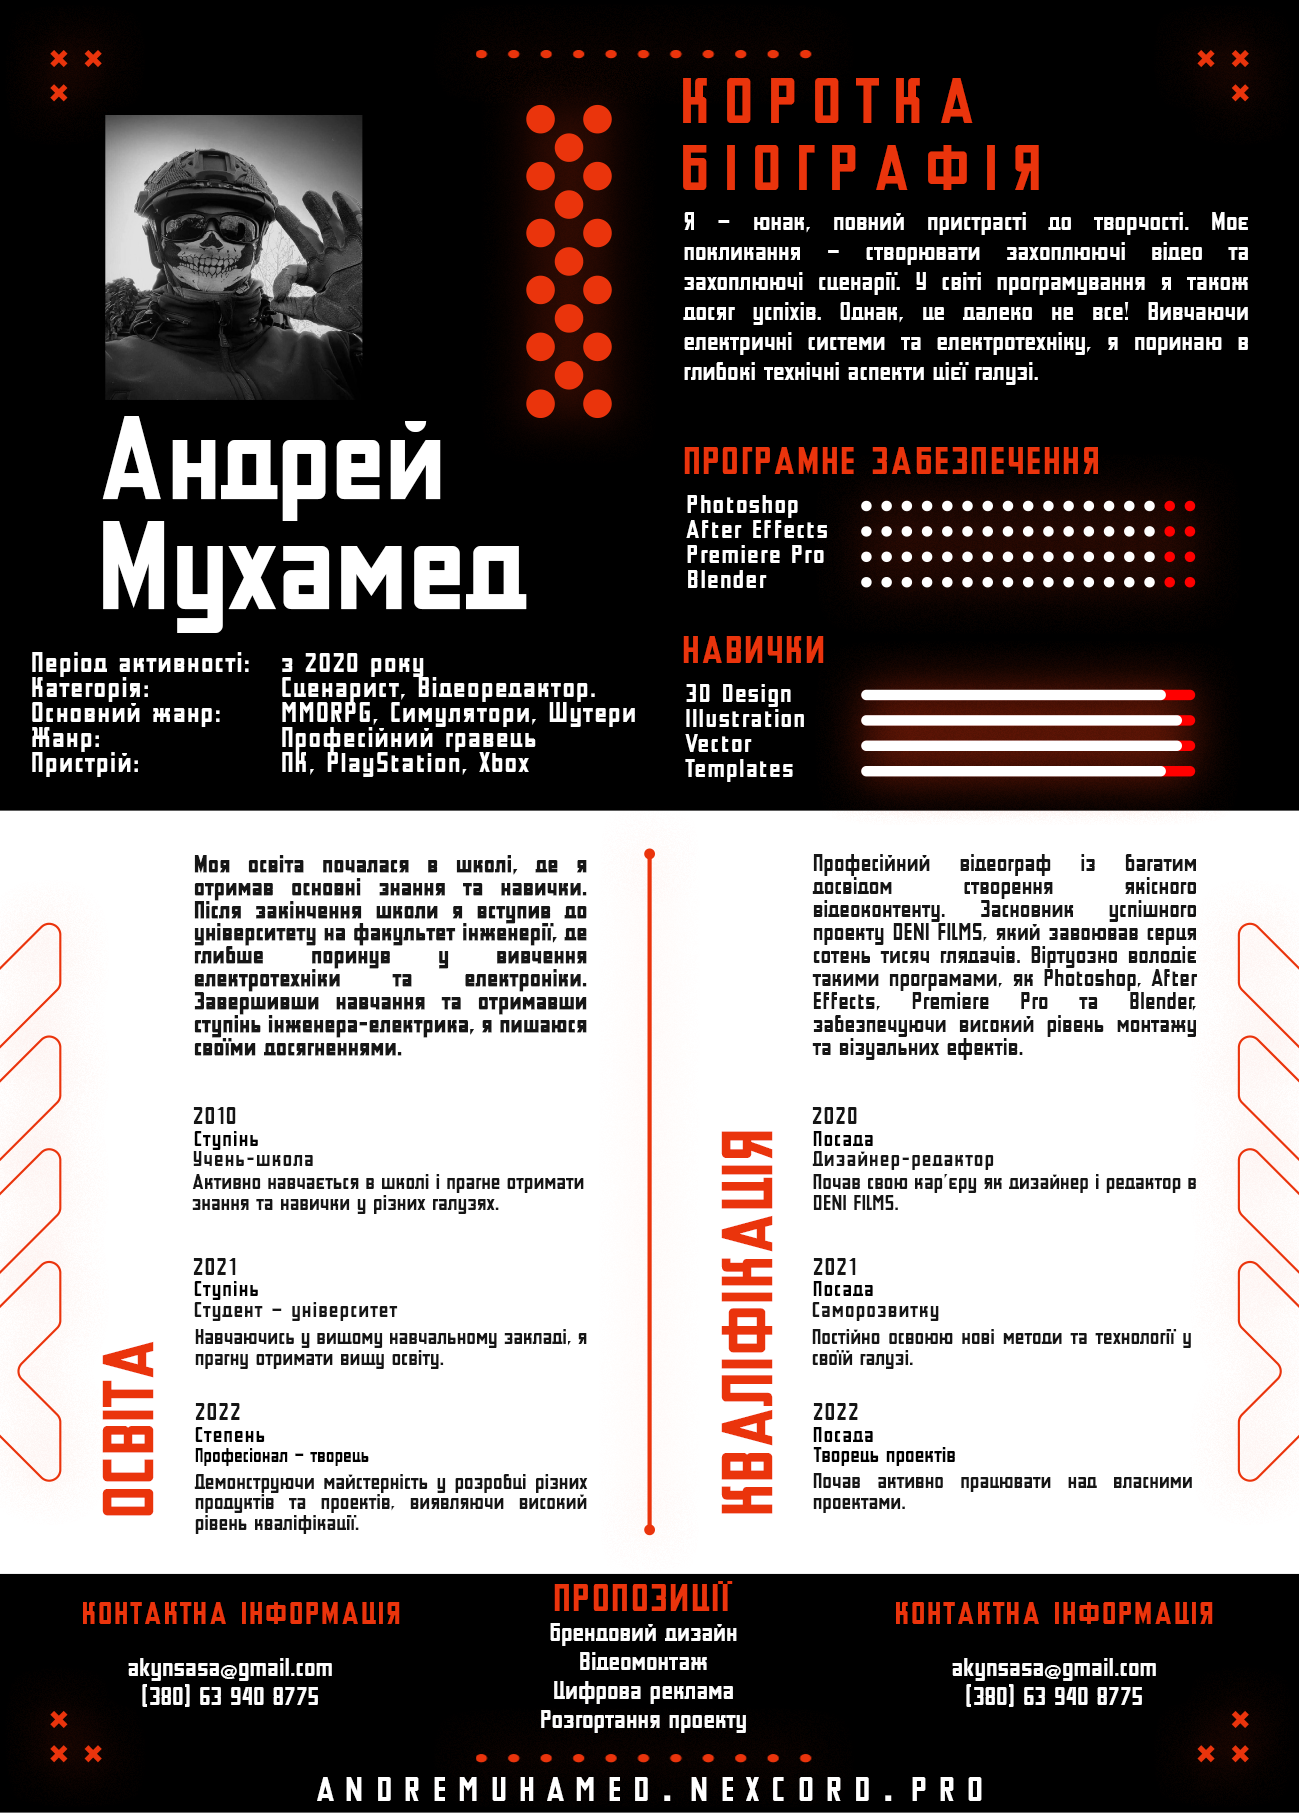 КОРОТКА
БІОГРАФІЯ
Я – юнак, повний пристрасті до творчості. Моє
покликання – створювати захоплюючі відео та
захоплюючі сценарії. У світі програмування я також
досяг успіхів. Однак, це далеко не все! Вивчаючи
електричні системи та електротехніку, я поринаю в
глибокі технічні аспекти цієї галузі.
Андрей
Мухамед
Період активності: з 2020 року
Категорія: Сценарист, Відеоредактор.
Основний жанр: MMORPG, Симулятори, Шутери
Жанр: Професійний гравець
Пристрій: ПК, PlayStation, Xbox
ПРОГРАМНЕ ЗАБЕЗПЕЧЕННЯ
Photoshop
After Effects
Premiere Pro
Blender
НАВИЧКИ
3D Design
Illustration
Vector
Templates
Моя освіта почалася в школі, де я
отримав основні знання та навички.
Після закінчення школи я вступив до
університету на факультет інженерії, де
глибше поринув у вивчення
електротехніки та електроніки.
Завершивши навчання та отримавши
ступінь інженера-електрика, я пишаюся
своїми досягненнями.
ОСВІТА
2010
Ступінь
Учень-школа
Активно навчається в школі і прагне отримати
знання та навички у різних галузях.
2021
Ступінь
Студент – університет
Навчаючись у вищому навчальному закладі, я
прагну отримати вищу освіту.
2022
Степень
Професіонал – творець
Демонструючи майстерність у розробці різних
продуктів та проектів, виявляючи високий
рівень кваліфікації.
Професійний відеограф із багатим
досвідом створення якісного
відеоконтенту. Засновник успішного
проекту DENI FILMS, який завоював серця
сотень тисяч глядачів. Віртуозно володіє
такими програмами, як Photoshop, After
Effects, Premiere Pro та Blender,
забезпечуючи високий рівень монтажу
та візуальних ефектів.
КВАЛІФІКАЦІЯ
2020
Посада
Дизайнер-редактор
Почав свою кар'єру як дизайнер і редактор в
DENI FILMS.
2021
Посада
Саморозвитку
Постійно освоюю нові методи та технології у
своїй галузі.
2022
Посада
Творець проектів
Почав активно працювати над власними
проектами.
КОНТАКТНА ІНФОРМАЦІЯ
akynsasa@gmail.com
(380) 63 940 8775
ПРОПОЗИЦІЇ
Брендовий дизайн
Відеомонтаж
Цифрова реклама
Розгортання проекту
КОНТАКТНА ІНФОРМАЦІЯ
akynsasa@gmail.com
(380) 63 940 8775
ANDREMUHAMED.NEXCORD.PRO